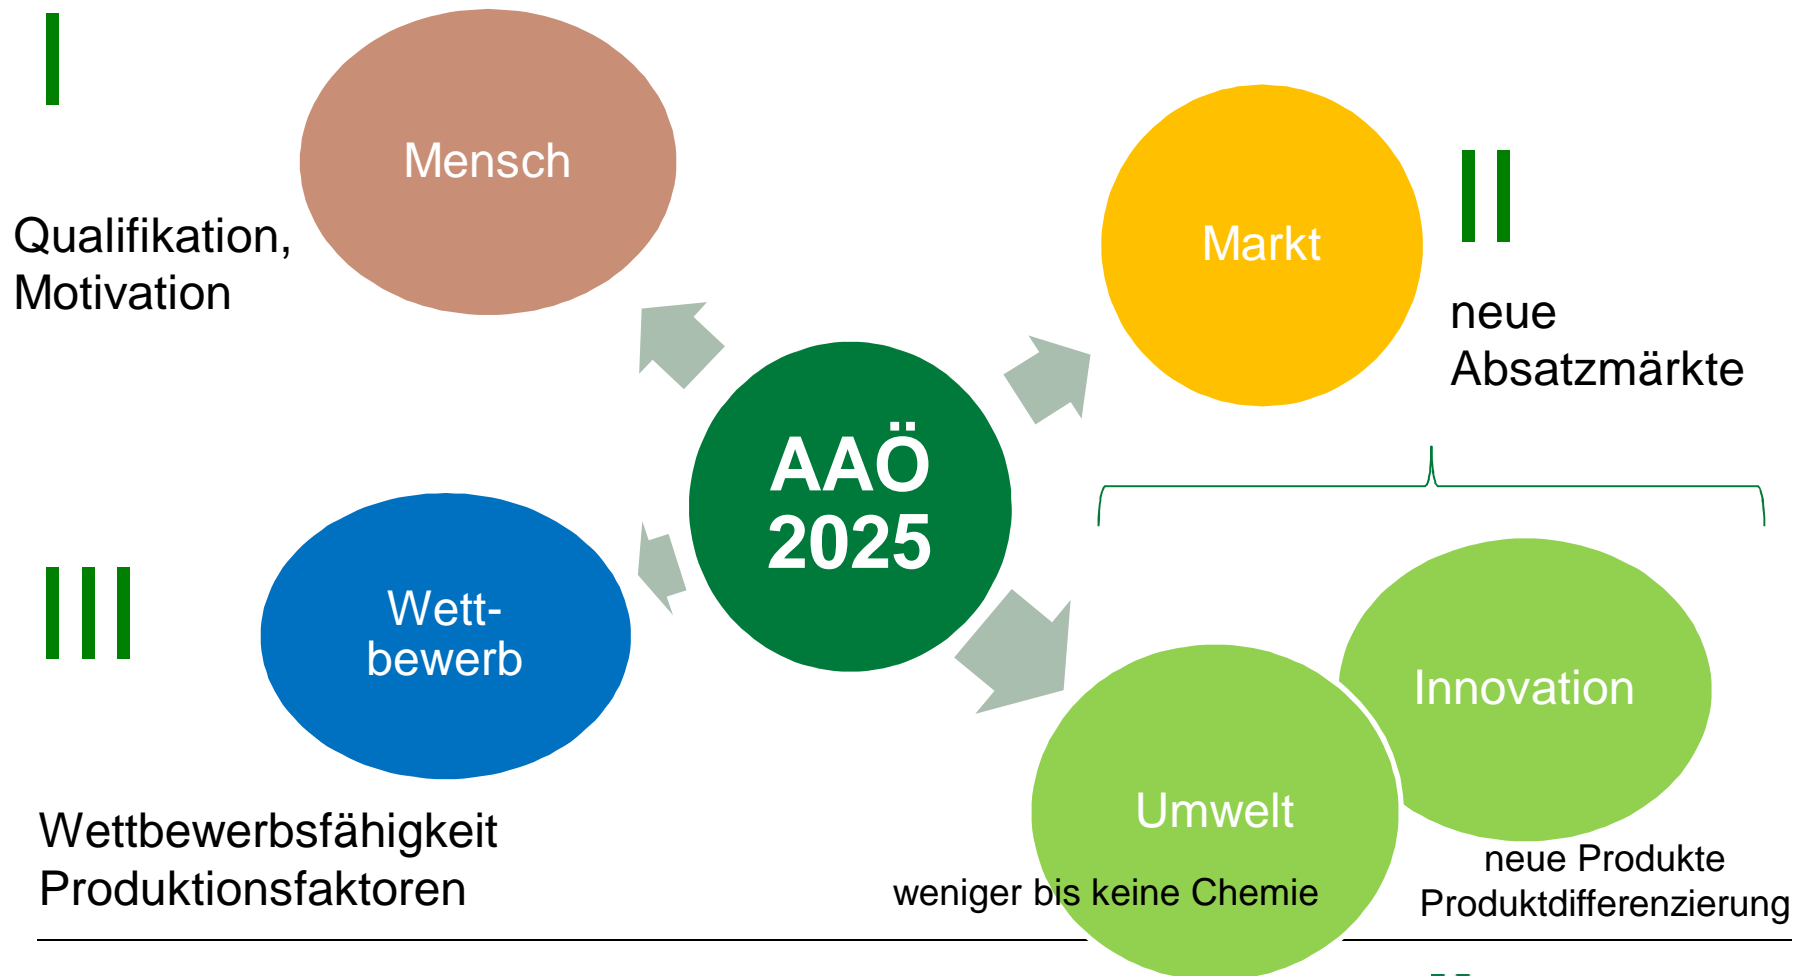 I
Mensch
Qualifikation,
Motivation
Markt
II
neue
Absatzmärkte
AAÖ
2025
III
Wett-
bewerb
Wettbewerbsfähigkeit
Produktionsfaktoren
Innovation
Umwelt
weniger bis keine Chemie
neue Produkte
Produktdifferenzierung